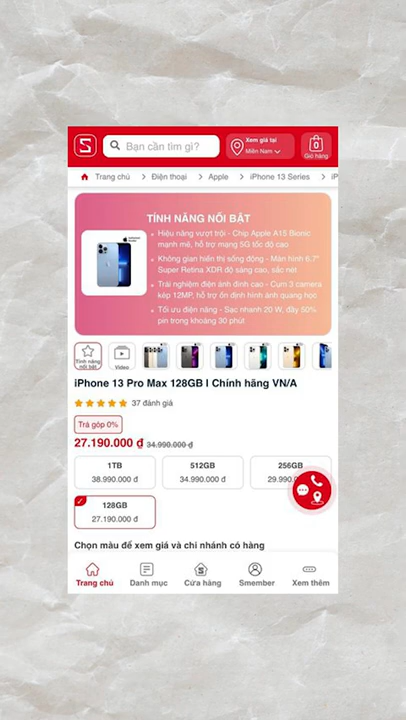 Bạn cần tìm gì?
Xem giá tại
Miền Nam
0
Giỏ hàng
Trang chủ > Điện thoại > Apple > iPhone 13 Series > iP
TÍNH NĂNG NỔI BẬT
• Hiệu năng vượt trội - Chip Apple A15 Bionic
mạnh mẽ, hỗ trợ mạng 5G tốc độ cao
• Không gian hiển thị sống động - Màn hình 6.7"
Super Retina XDR độ sáng cao, sắc nét
• Trải nghiệm điện ảnh đỉnh cao - Cụm 3 camera
kép 12MP, hỗ trợ ổn định hình ảnh quang học
• Tối ưu điện năng - Sạc nhanh 20 W, đầy 50%
pin trong khoảng 30 phút
Tính năng
nổi bật
Video
iPhone 13 Pro Max 128GB I Chính hãng VN/A
37 đánh giá
Trả góp 0%
27.190.000 ₫ 34.990.000 ₫
1TB
38.990.000 đ
512GB
34.990.000 đ
256GB
29.990.
128GB
27.190.000 đ
Chọn màu để xem giá và chi nhánh có hàng
Trang chủ
Danh mục
Cửa hàng
Smember
Xem thêm